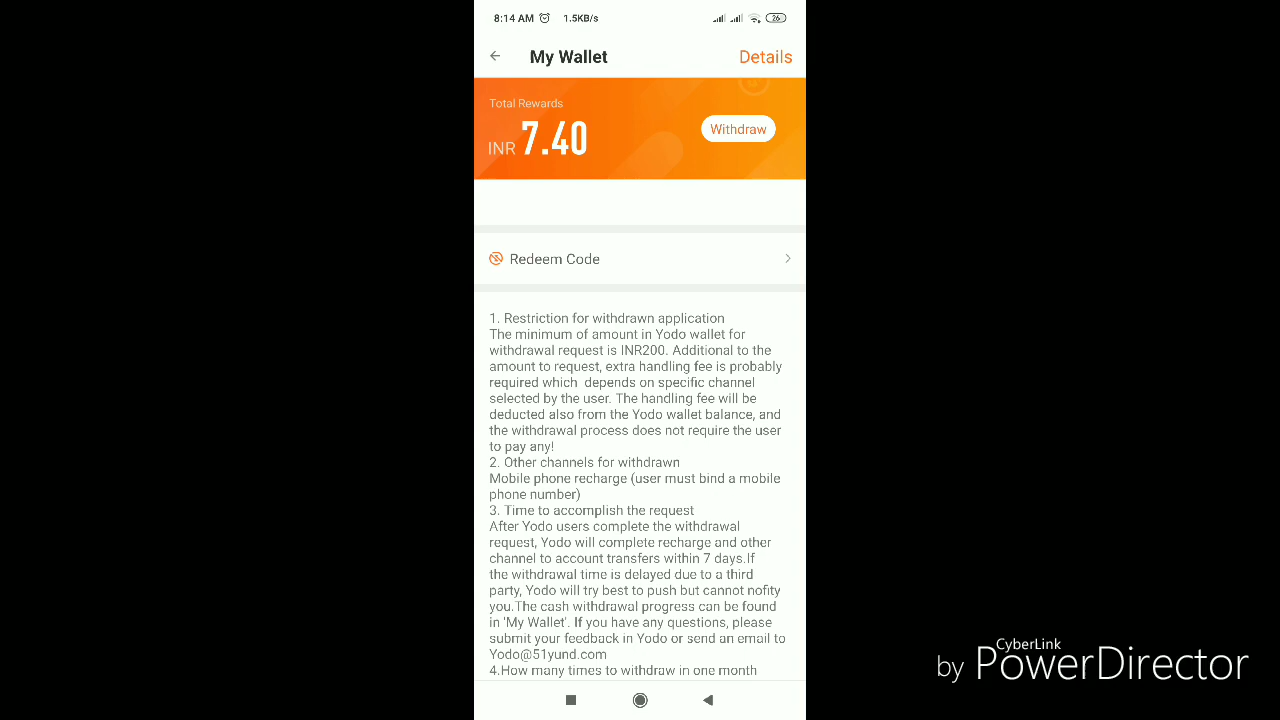 8:14 AM 1.5KB/s 26
My Wallet Details
Total Rewards
INR 7.40 Withdraw
Redeem Code
1. Restriction for withdrawn application
The minimum of amount in Yodo wallet for
withdrawal request is INR200. Additional to the
amount to request, extra handling fee is probably
required which depends on specific channel
selected by the user. The handling fee will be
deducted also from the Yodo wallet balance, and
the withdrawal process does not require the user
to pay any!
2. Other channels for withdrawn
Mobile phone recharge (user must bind a mobile
phone number)
3. Time to accomplish the request
After Yodo users complete the withdrawal
request, Yodo will complete recharge and other
channel to account transfers within 7 days.If
the withdrawal time is delayed due to a third
party, Yodo will try best to push but cannot nofity
you.The cash withdrawal progress can be found
in 'My Wallet'. If you have any questions, please
submit your feedback in Yodo or send an email to
Yodo@51yund.com
4.How many times to withdraw in one month
CyberLink
by PowerDirector